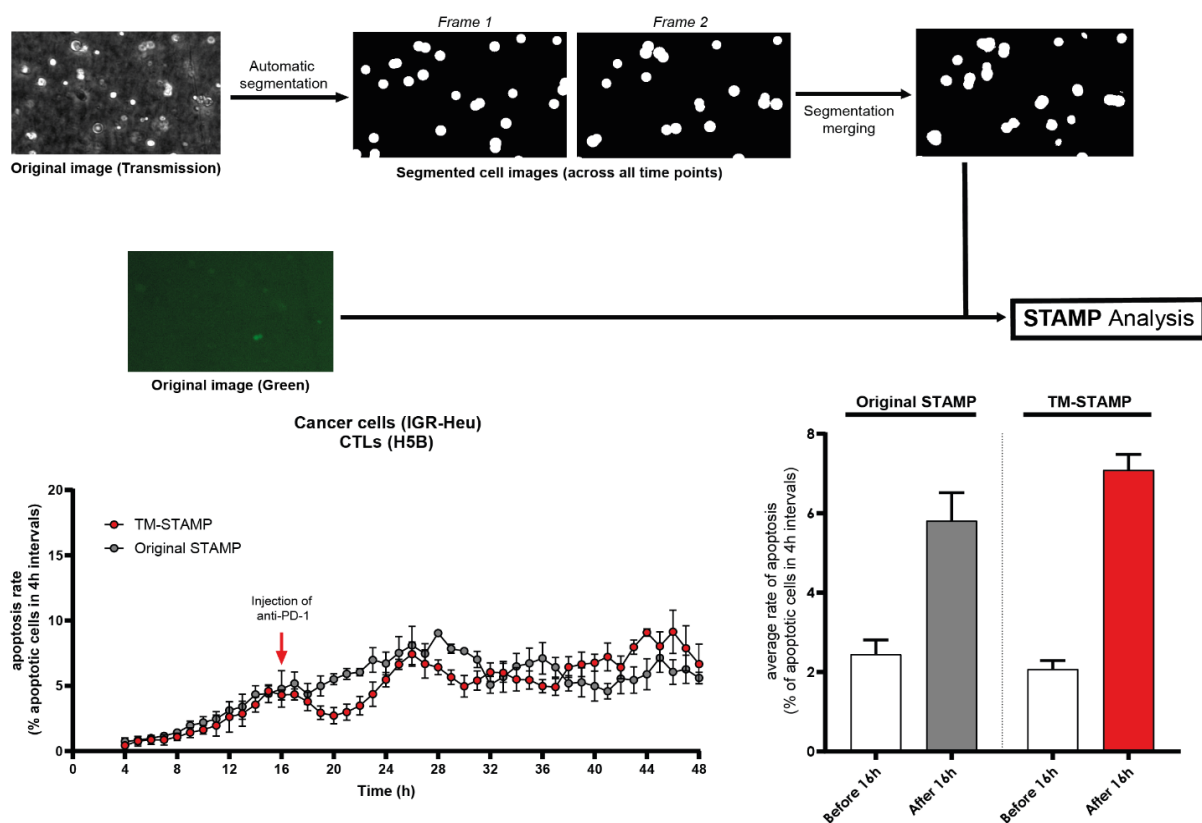 Frame 1
Frame 2
Automatic
segmentation
Segmentation
merging
Original image (Transmission)
Segmented cell images (across all time points)
STAMP Analysis
Original image (Green)
Cancer cells (IGR-Heu)
CTLs (H5B)
apoptosis rate
(% apoptotic cells in 4h intervals)
20
15
10
5
0
TM-STAMP
Original STAMP
Injection of
anti-PD-1
0 4 8 12 16 20 24 28 32 36 40 44 48
Time (h)
Original STAMP
TM-STAMP
average rate of apoptosis
(% of apoptotic cells in 4h intervals)
8
6
4
2
0
Before 16h
After 16h
Before 16h
After 16h